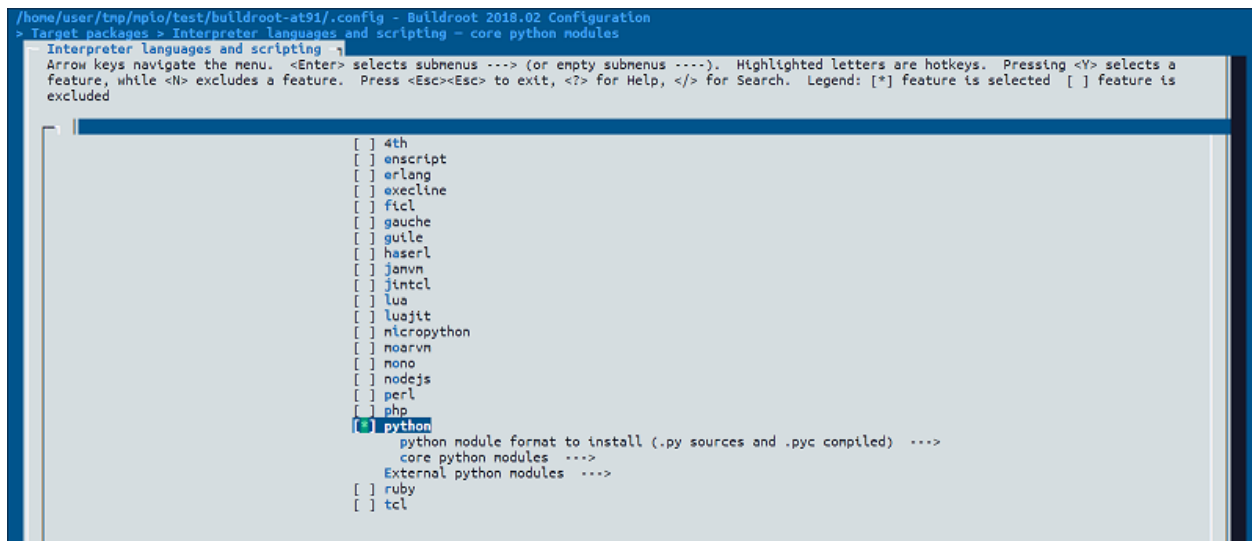 /home/user/tmp/mpio/test/buildroot-at91/.config - Buildroot 2018.02 Configuration
> Target packages > Interpreter languages and scripting — core python modules
Interpreter languages and scripting
Arrow keys navigate the menu.  <Enter> selects submenus ---> (or empty submenus ----).  Highlighted letters are hotkeys.  Pressing <Y> selects a
feature, while <N> excludes a feature.  Press <Esc><Esc> to exit, <?> for Help, </> for Search.  Legend: [*] feature is selected  [ ] feature is
excluded
[ ] 4th
[ ] enscript
[ ] erlang
[ ] execline
[ ] ficl
[ ] gauche
[ ] guile
[ ] haserl
[ ] jamvm
[ ] jimtcl
[ ] lua
[ ] luajit
[ ] micropython
[ ] moarvm
[ ] mono
[ ] nodejs
[ ] perl
[ ] php
[*] python
python module format to install (.py sources and .pyc compiled)  --->
core python modules  --->
External python modules  --->
[ ] ruby
[ ] tcl